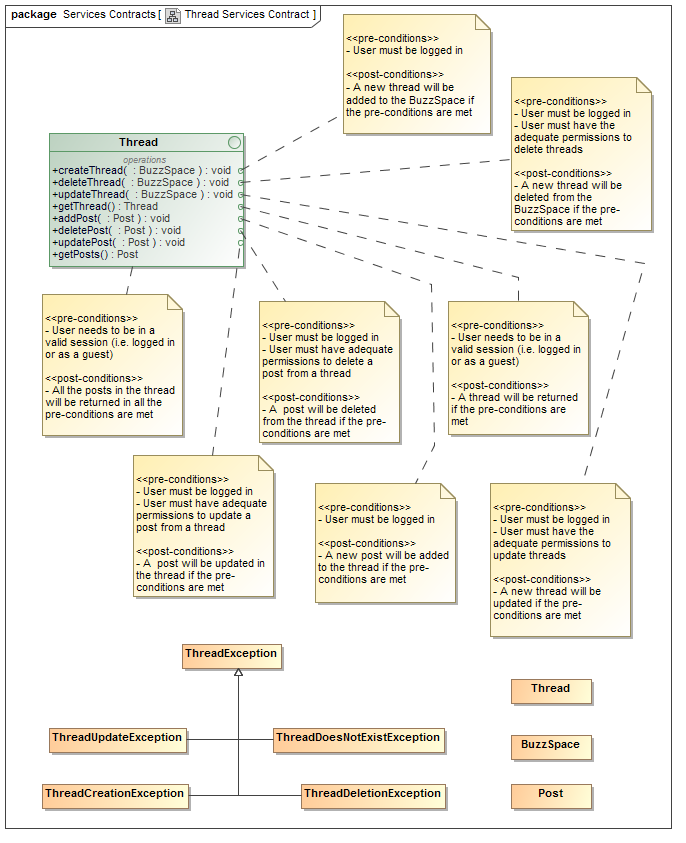 package Services Contracts [ Thread Services Contract ]
<<pre-conditions>>
- User must be logged in
<<post-conditions>>
- A new thread will be
added to the BuzzSpace if
the pre-conditions are met
<<pre-conditions>>
- User must be logged in
- User must have the
adequate permissions to
delete threads
<<post-conditions>>
- A new thread will be
deleted from the
BuzzSpace if the pre-
conditions are met
Thread
operations
+createThread( : BuzzSpace ) : void
+deleteThread( : BuzzSpace ) : void
+updateThread( : BuzzSpace ) : void
+getThread() : Thread
+addPost( : Post ) : void
+deletePost( : Post ) : void
+updatePost( : Post ) : void
+getPosts() : Post
<<pre-conditions>>
- User needs to be in a
valid session (i.e. logged in
or as a guest)
<<post-conditions>>
- All the posts in the thread
will be returned in all the
pre-conditions are met
<<pre-conditions>>
- User must be logged in
- User must have adequate
permissions to delete a
post from a thread
<<post-conditions>>
- A  post will be deleted
from the thread if the pre-
conditions are met
<<pre-conditions>>
- User needs to be in a
valid session (i.e. logged in
or as a guest)
<<post-conditions>>
- A thread will be returned
if the pre-conditions are
met
<<pre-conditions>>
- User must be logged in
- User must have adequate
permissions to update a
post from a thread
<<post-conditions>>
- A  post will be updated in
the thread if the pre-
conditions are met
<<pre-conditions>>
- User must be logged in
<<post-conditions>>
- A new post will be added
to the thread if the pre-
conditions are met
<<pre-conditions>>
- User must be logged in
- User must have the
adequate permissions to
update threads
<<post-conditions>>
- A new thread will be
updated if the pre-
conditions are met
ThreadException
ThreadUpdateException
ThreadDoesNotExistException
ThreadCreationException
ThreadDeletionException
Thread
BuzzSpace
Post